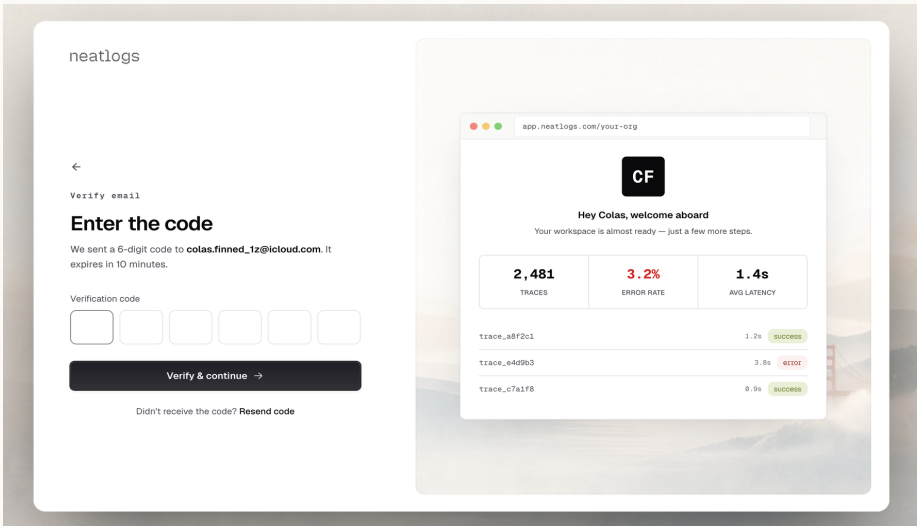 neatlogs
←
Verify email
Enter the code
We sent a 6-digit code to colas.finned_1z@icloud.com. It
expires in 10 minutes.
Verification code
Verify & continue →
Didn't receive the code? Resend code
app.neatlogs.com/your-org
CF
Hey Colas, welcome aboard
Your workspace is almost ready — just a few more steps.
2,481 3.2% 1.4s
TRACES ERROR RATE AVG LATENCY
trace_a8f2c1 1.2s success
trace_e4d9b3 3.8s error
trace_c7a1f8 0.9s success